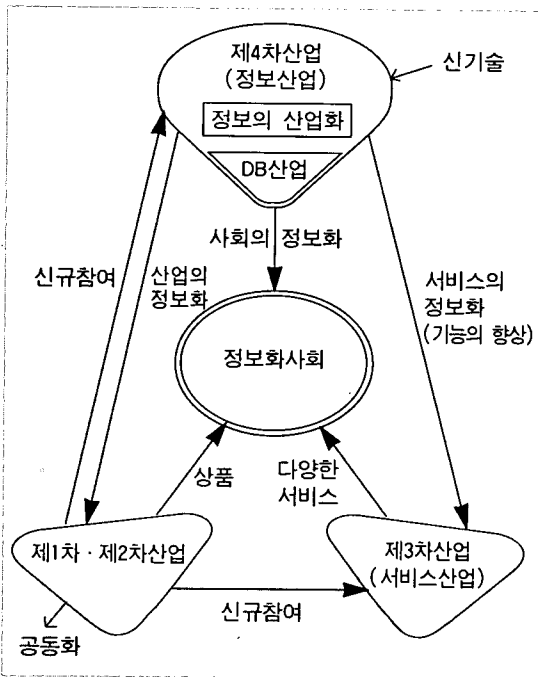 제4차산업
(정보산업)
신기술
정보의 산업화
DB산업
사회의 정보화
신규참여
산업의
정보화
서비스의
정보화
(기능의 향상)
정보화사회
상품
다양한
서비스
제1차·제2차산업
제3차산업
(서비스산업)
신규참여
공동화